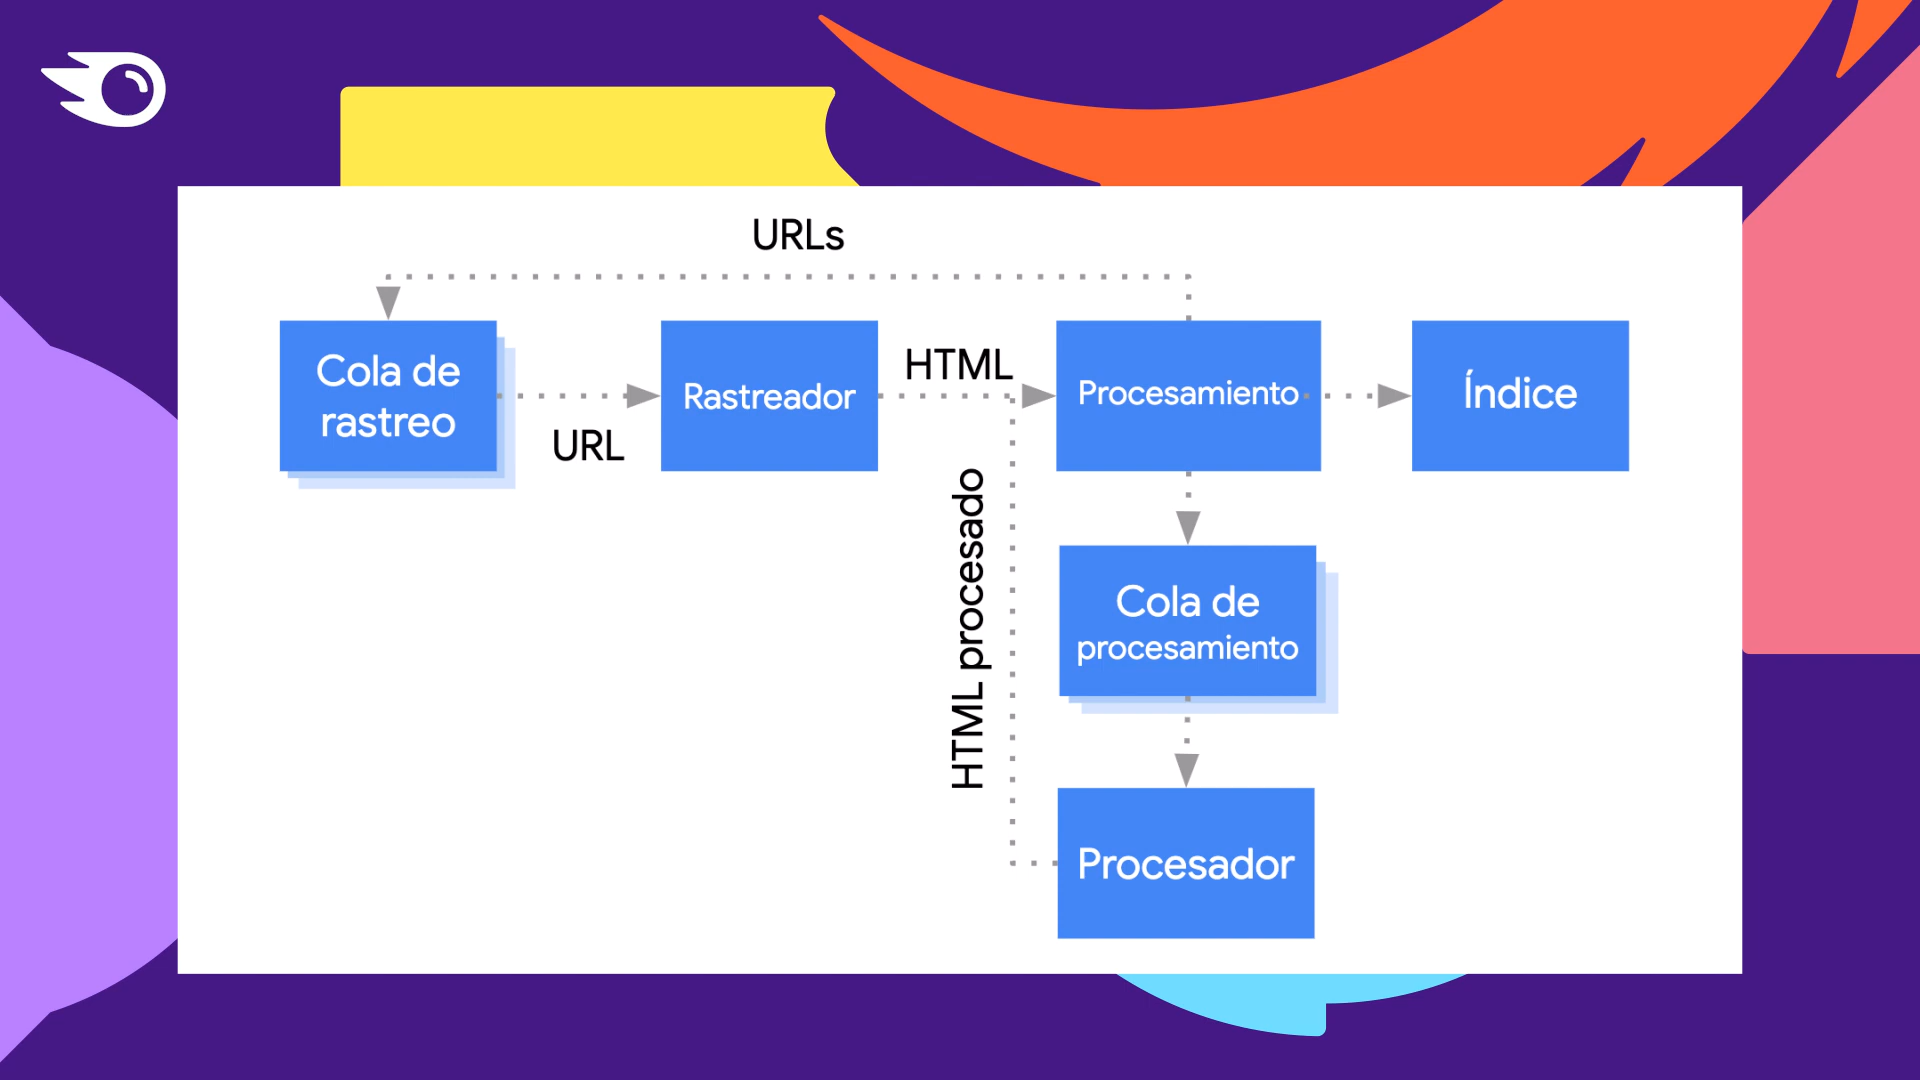 URLs
Cola de
rastreo
URL
Rastreador
HTML
Procesamiento
Índice
HTML procesado
Cola de
procesamiento
Procesador